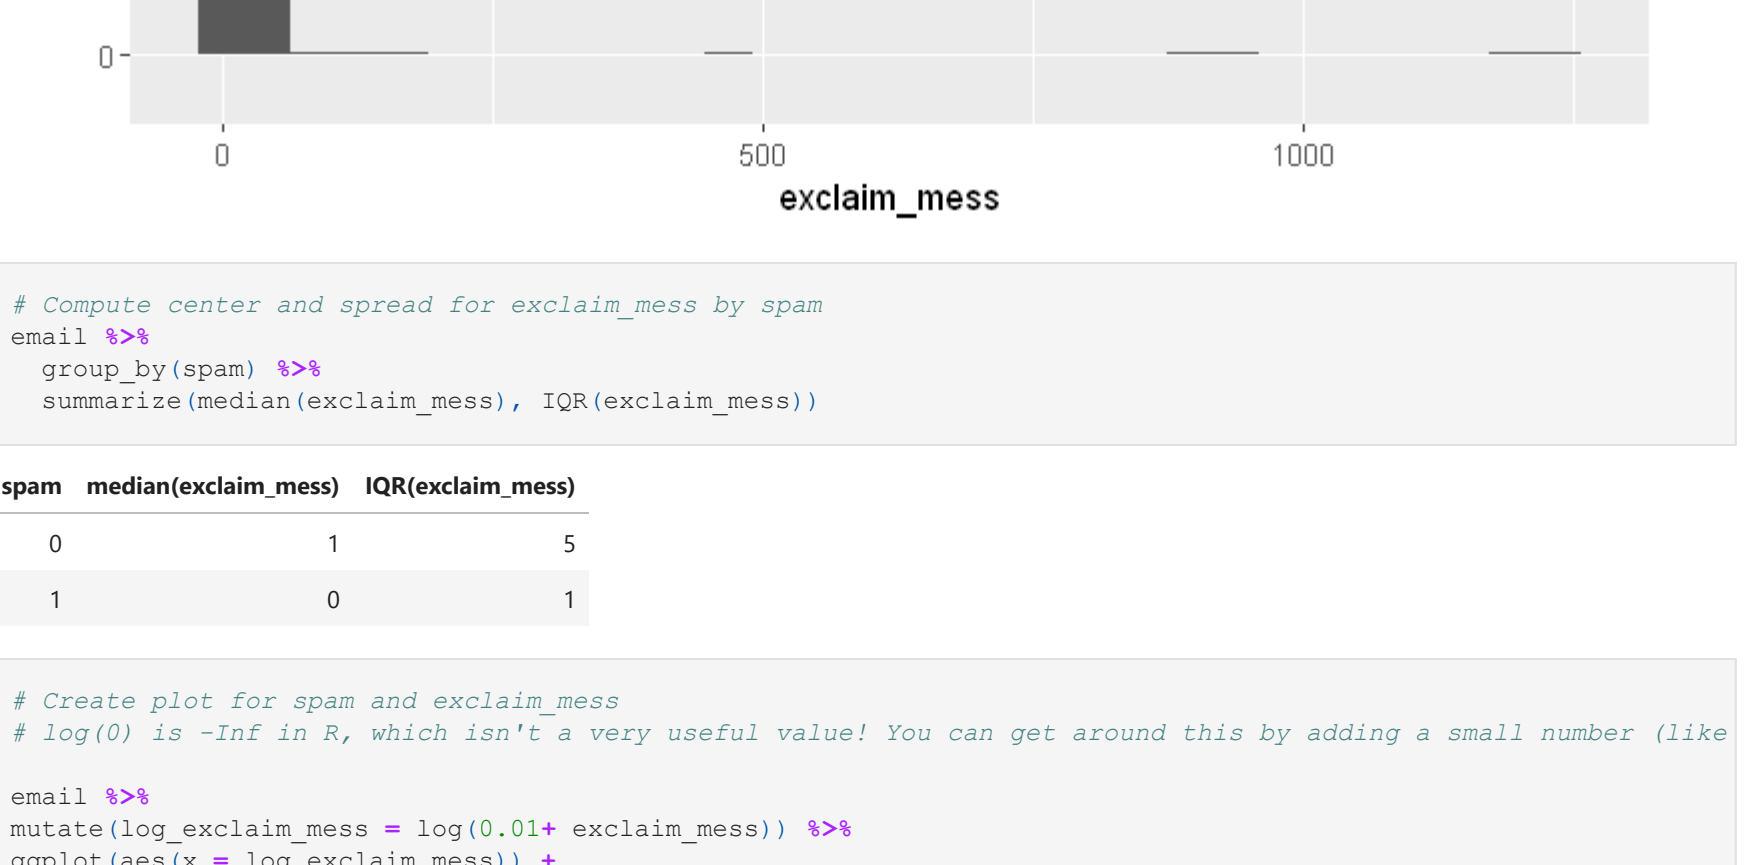 0
0 500 1000
exclaim_mess
# Compute center and spread for exclaim_mess by spam
email %>%
group_by(spam) %>%
summarize(median(exclaim_mess), IQR(exclaim_mess))
spam median(exclaim_mess) IQR(exclaim_mess)
0 1 5
1 0 1
# Create plot for spam and exclaim_mess
# log(0) is -Inf in R, which isn't a very useful value! You can get around this by adding a small number (like
email %>%
mutate(log_exclaim_mess = log(0.01+ exclaim_mess)) %>%
ggplot(aes(x = log_exclaim_mess)) +